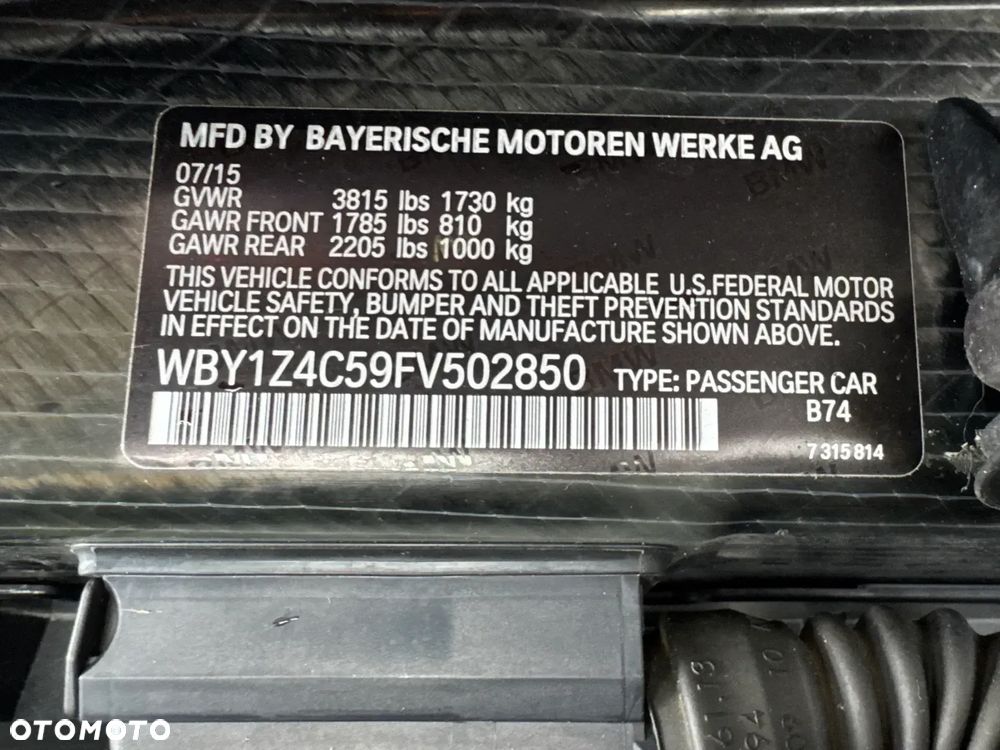 MFD BY BAYERISCHE MOTOREN WERKE AG
07/15
GVWR 3815 lbs 1730 kg
GAWR FRONT 1785 lbs 810 kg
GAWR REAR 2205 lbs 1000 kg
THIS VEHICLE CONFORMS TO ALL APPLICABLE U.S.FEDERAL MOTOR
VEHICLE SAFETY, BUMPER AND THEFT PREVENTION STANDARDS
IN EFFECT ON THE DATE OF MANUFACTURE SHOWN ABOVE.
WBY1Z4C59FV502850 TYPE: PASSENGER CAR
B74
7 315 814
OTOMOTO